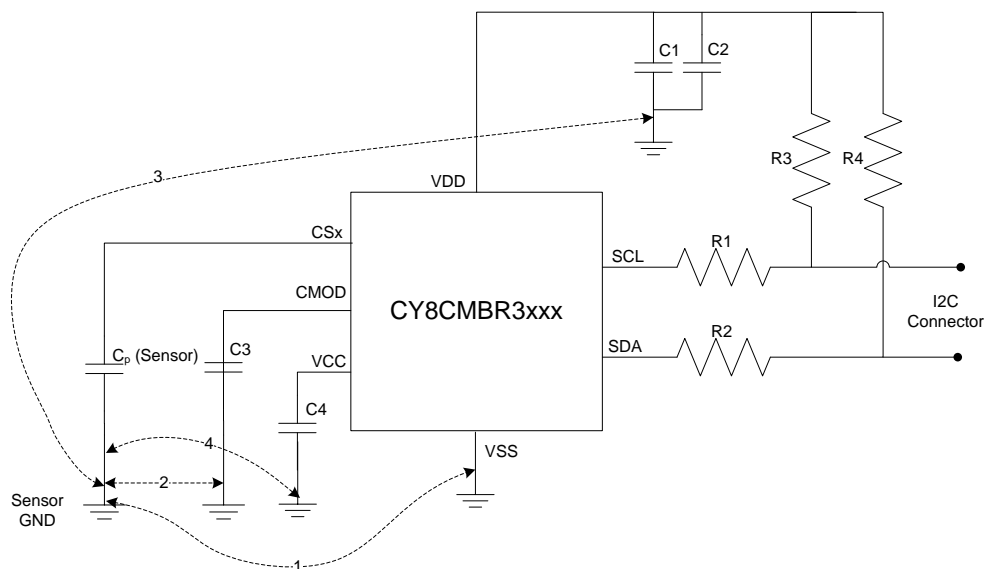 C1
C2
R3
R4
3
VDD
CSx
SCL
R1
CMOD
CY8CMBR3xxx
I2C
Connector
Cp (Sensor)
C3
VCC
SDA
R2
C4
4
VSS
2
Sensor
GND
1